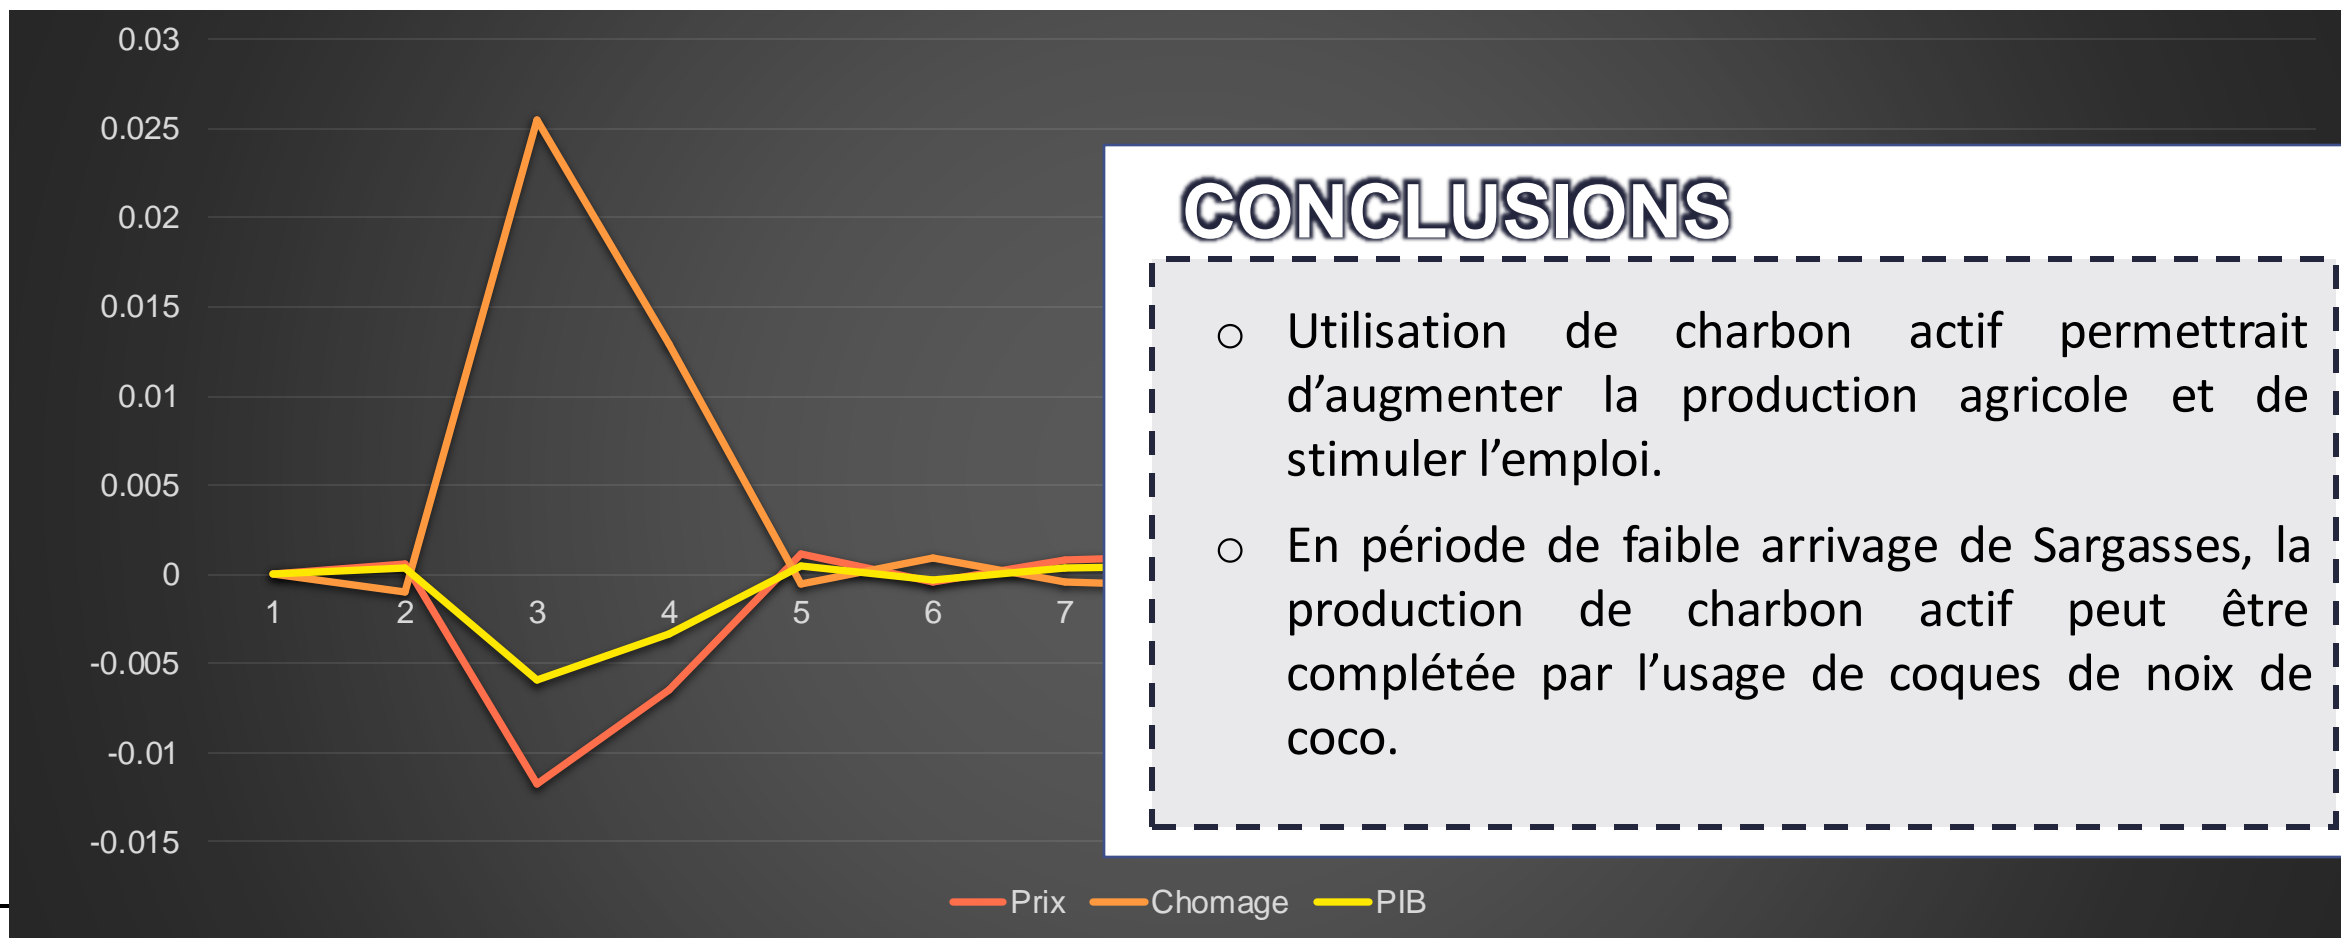 0.03
0.025
0.02
0.015
0.01
0.005
0
-0.005
-0.01
-0.015
1 2 3 4 5 6 7
CONCLUSIONS
o Utilisation de charbon actif permettrait
d’augmenter la production agricole et de
stimuler l’emploi.
o En période de faible arrivage de Sargasses, la
production de charbon actif peut être
complétée par l’usage de coques de noix de
coco.
Prix Chomage PIB